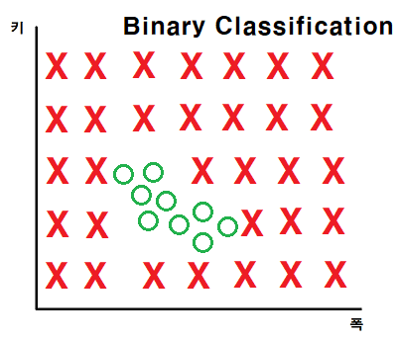 Binary Classification
키
X X X X X X X
X X X X X X X
X X X X X X
X X X X X
X X X X X X X
폭